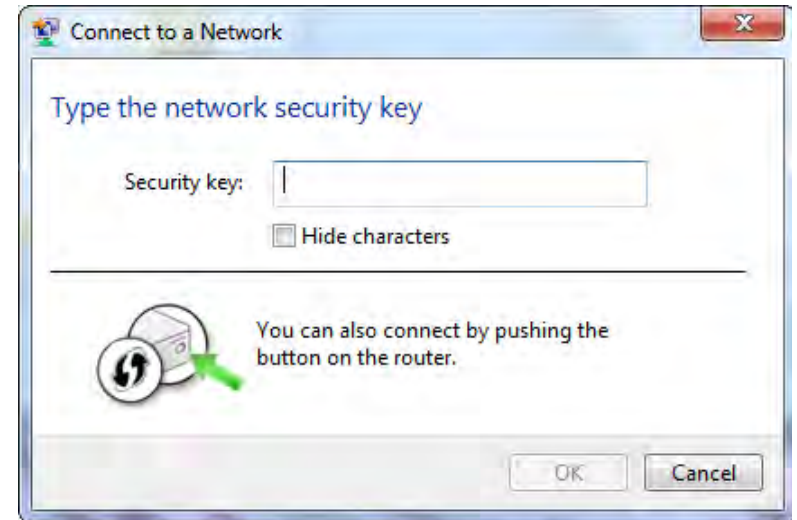 Connect to a Network
Type the network security key
Security key:
Hide characters
You can also connect by pushing the
button on the router.
OK
Cancel